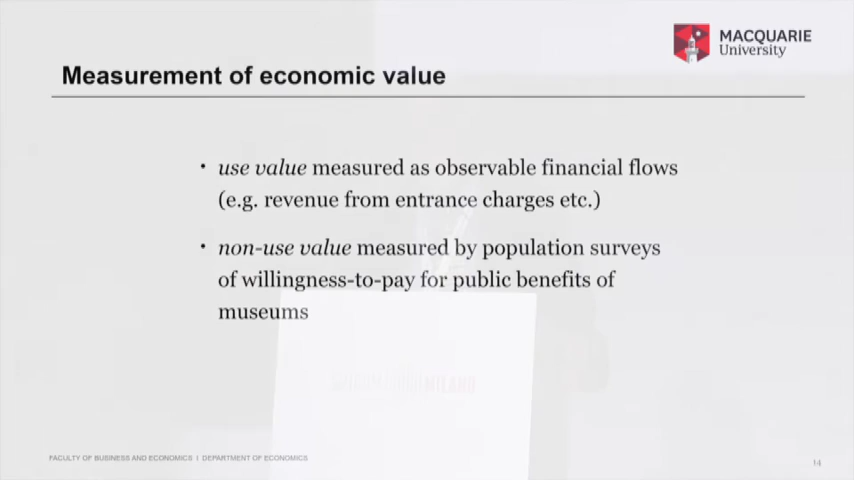 MACQUARIE
University
Measurement of economic value
• use value measured as observable financial flows
(e.g. revenue from entrance charges etc.)
• non-use value measured by population surveys
of willingness-to-pay for public benefits of
museums
FACULTY OF BUSINESS AND ECONOMICS I DEPARTMENT OF ECONOMICS
14